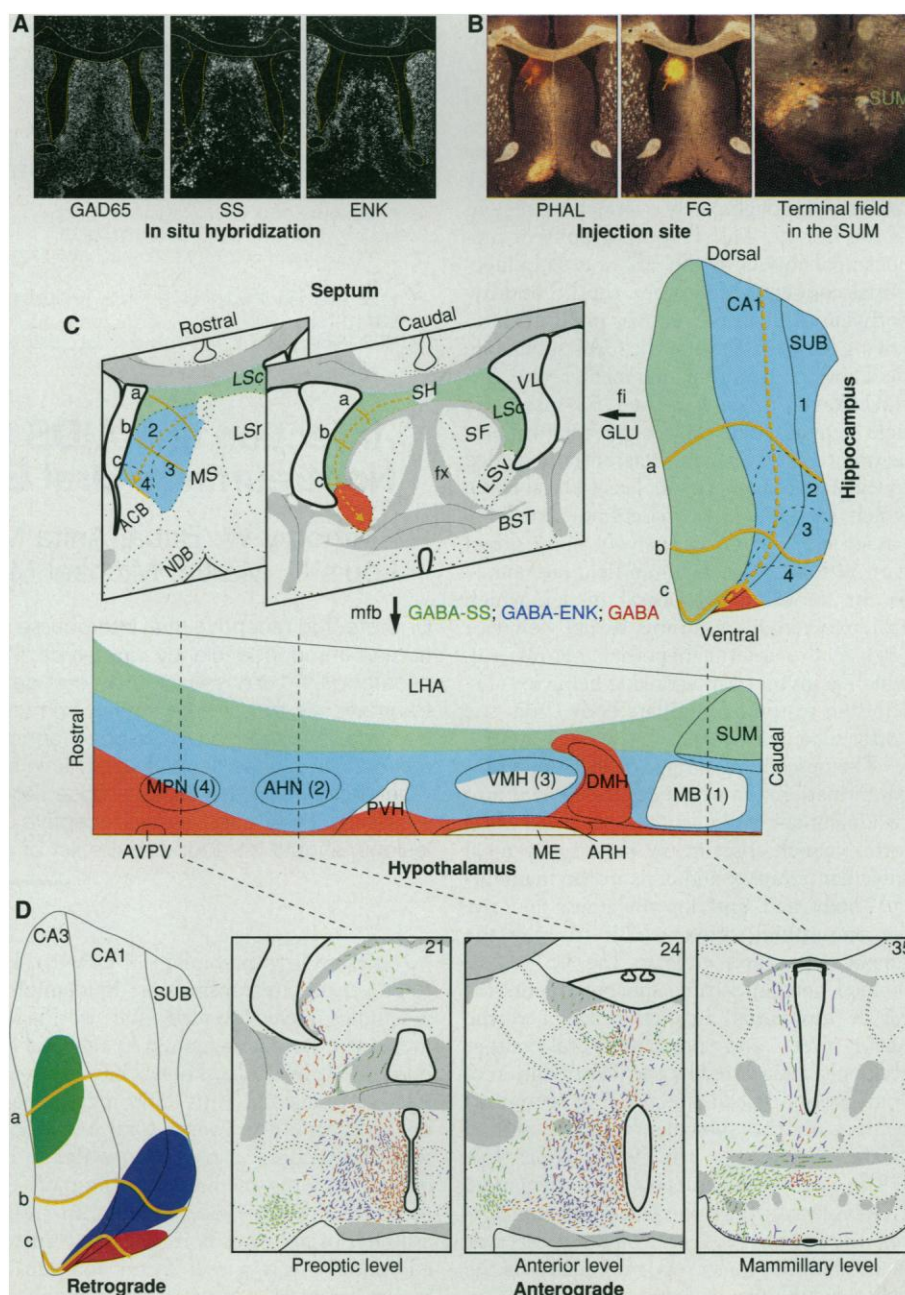 A
B
SUM
GAD65
SS
ENK
In situ hybridization
PHAL
FG
Terminal field
in the SUM
Injection site
C
Septum
Rostral
LSc
a
b
c
2
3
4
LSr
MS
ACB
NDB
Caudal
SH
VL
a
b
c
LSc
SF
fx
LSv
BST
fi
GLU
Dorsal
CA1
SUB
1
a
2
3
b
4
c
Ventral
Hippocampus
mfb
GABA-SS; GABA-ENK; GABA
Rostral
LHA
SUM
Caudal
MPN (4)
AHN (2)
PVH
VMH (3)
DMH
MB (1)
AVPV
ME
ARH
Hypothalamus
D
CA3
CA1
SUB
a
b
c
Retrograde
21
24
35
Preoptic level
Anterior level
Mammillary level
Anterograde